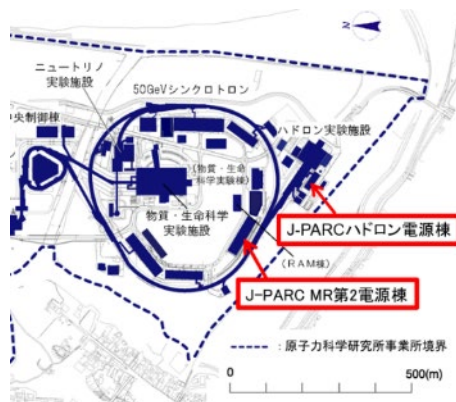 N
ニュートリノ
実験施設
50GeVシンクロトロン
中央制御棟
ハドロン実験施設
(物質・生命
科学実験棟)
物質・生命科学
実験施設
J-PARCハドロン電源棟
(RAM棟)
J-PARC MR第2電源棟
:原子力科学研究所事業所境界
0
500(m)